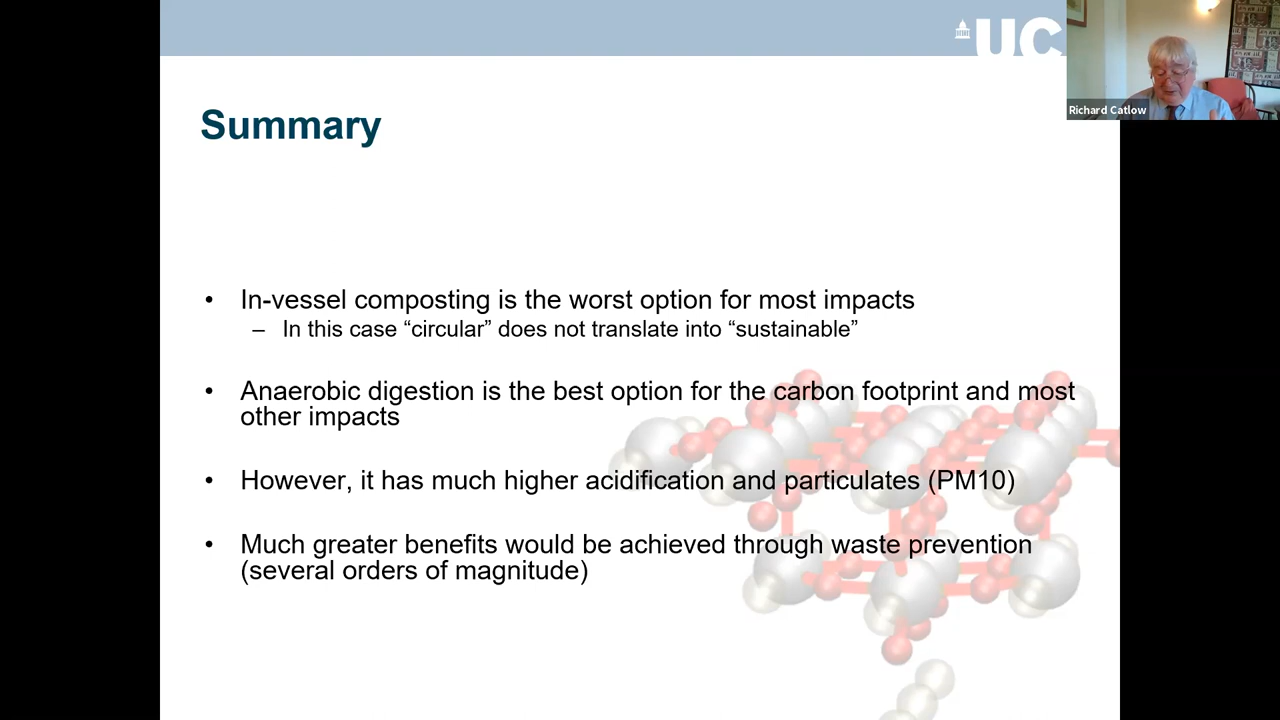 UC
Richard Catlow
Summary
• In-vessel composting is the worst option for most impacts
– In this case “circular” does not translate into “sustainable”
• Anaerobic digestion is the best option for the carbon footprint and most
other impacts
• However, it has much higher acidification and particulates (PM10)
• Much greater benefits would be achieved through waste prevention
(several orders of magnitude)